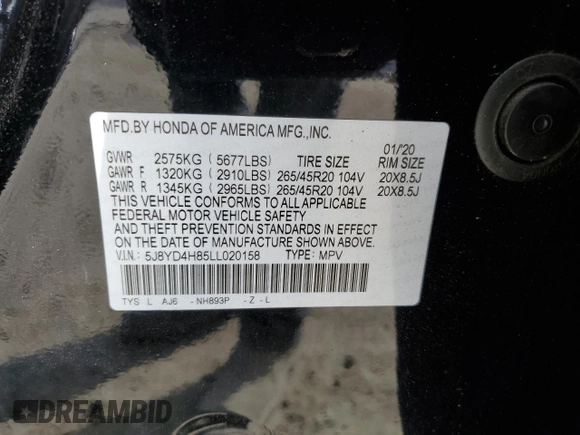 MFD.BY HONDA OF AMERICA MFG.,INC. 01/20
GVWR 2575KG (5677LBS) TIRE SIZE RIM SIZE
GAWR F 1320KG (2910LBS) 265/45R20 104V 20X8.5J
GAWR R 1345KG (2965LBS) 265/45R20 104V 20X8.5J
THIS VEHICLE CONFORMS TO ALL APPLICABLE
FEDERAL MOTOR VEHICLE SAFETY
AND THEFT PREVENTION STANDARDS IN EFFECT
ON THE DATE OF MANUFACTURE SHOWN ABOVE.
V.I.N.: 5J8YD4H85LL020158 TYPE: MPV
TYS L AJ6 -NH893P -Z -L
DREAMBID